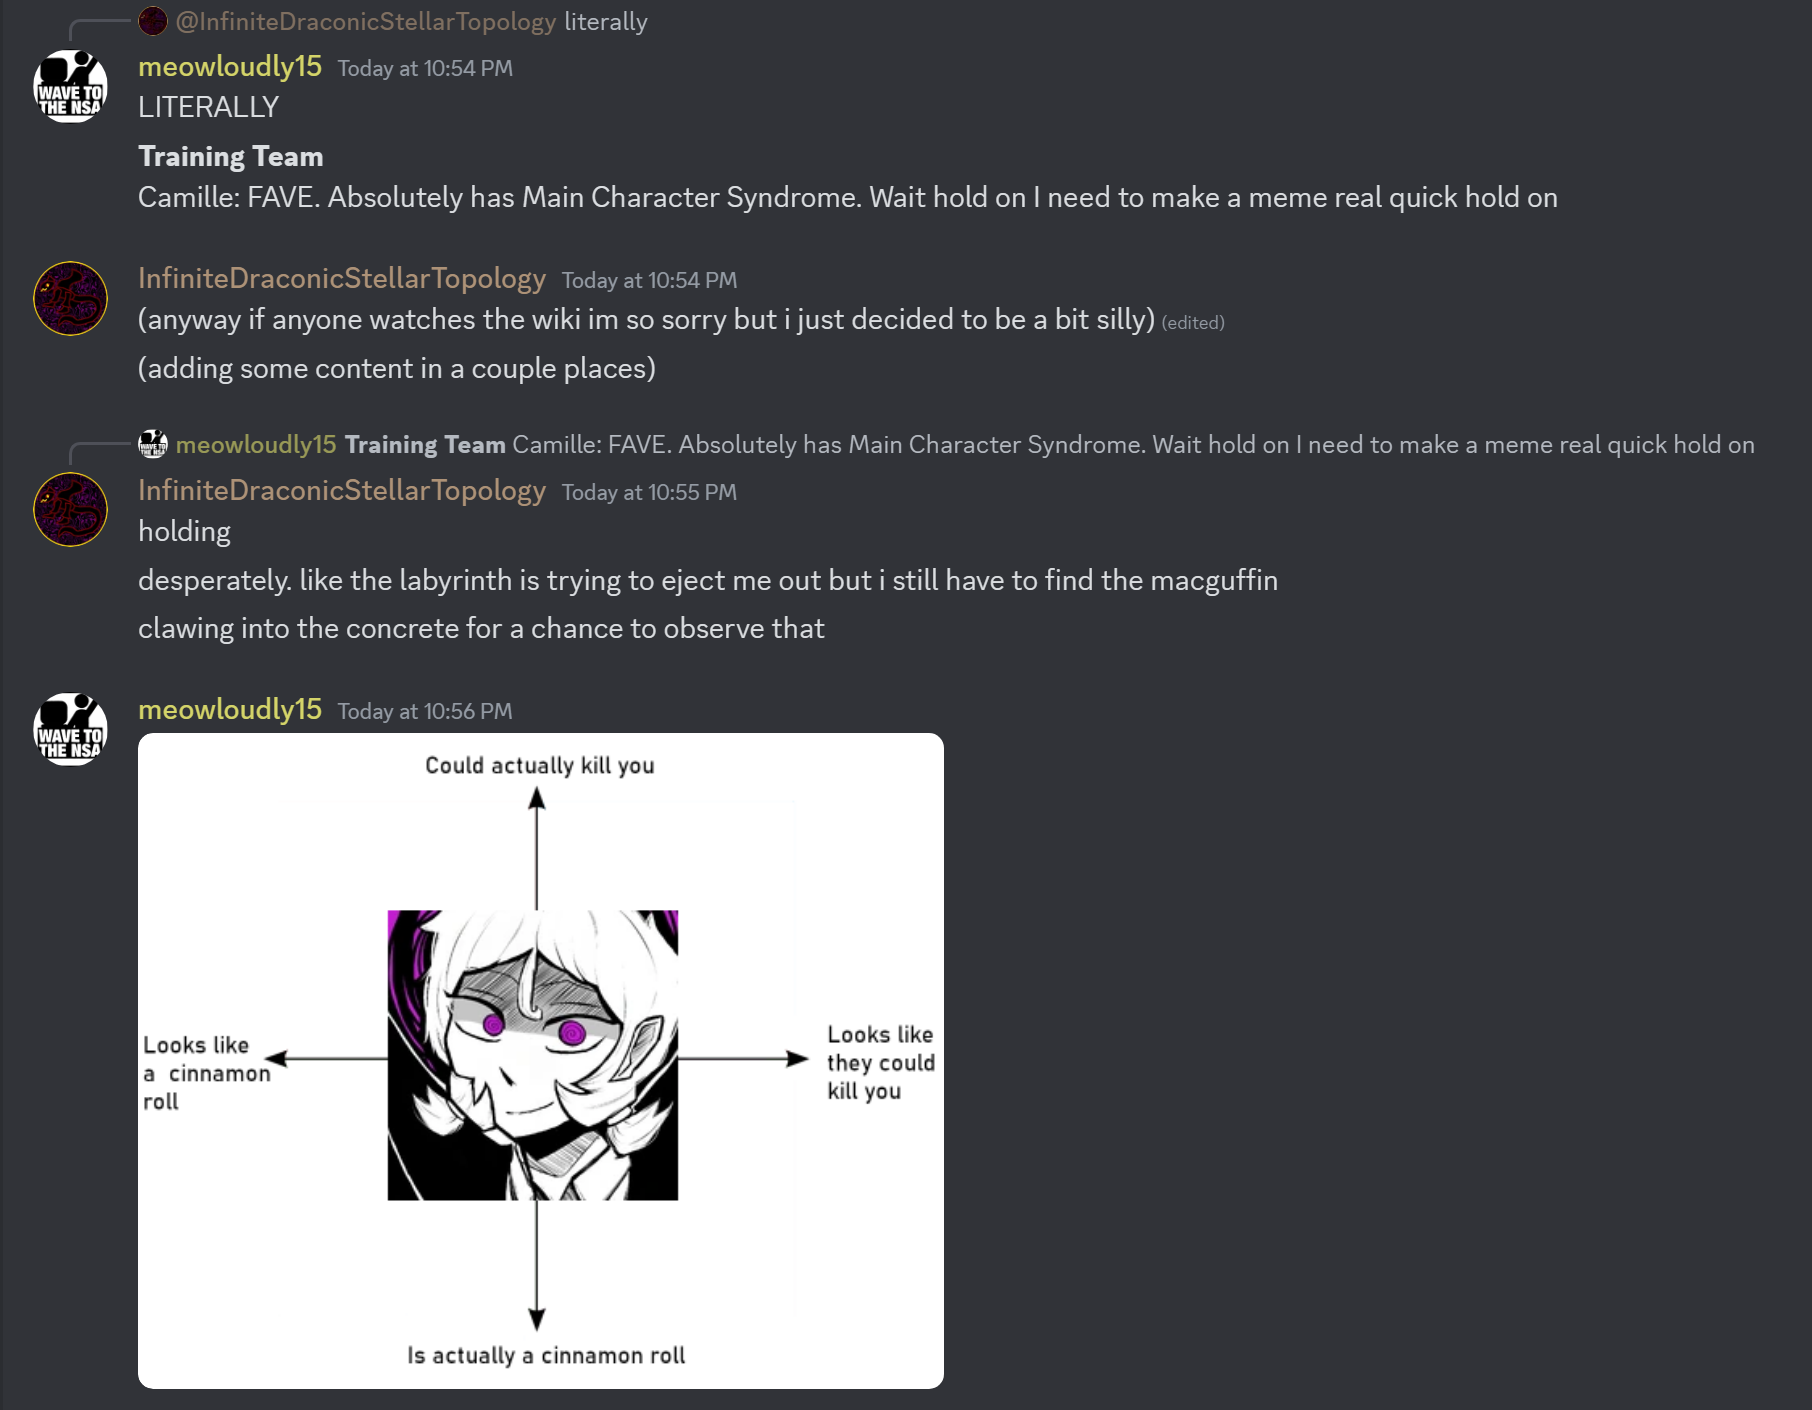 @InfiniteDraconicStellarTopology literally
meowloudly15 Today at 10:54 PM
WAVE TO
THE NSA
LITERALLY
Training Team
Camille: FAVE. Absolutely has Main Character Syndrome. Wait hold on I need to make a meme real quick hold on
InfiniteDraconicStellarTopology Today at 10:54 PM
(anyway if anyone watches the wiki im so sorry but i just decided to be a bit silly) (edited)
(adding some content in a couple places)
WAVE TO
THE NSA
meowloudly15 Training Team Camille: FAVE. Absolutely has Main Character Syndrome. Wait hold on I need to make a meme real quick hold on
InfiniteDraconicStellarTopology Today at 10:55 PM
holding
desperately. like the labyrinth is trying to eject me out but i still have to find the macguffin
clawing into the concrete for a chance to observe that
meowloudly15 Today at 10:56 PM
WAVE TO
THE NSA
Could actually kill you
Looks like
a cinnamon
roll
Looks like
they could
kill you
Is actually a cinnamon roll